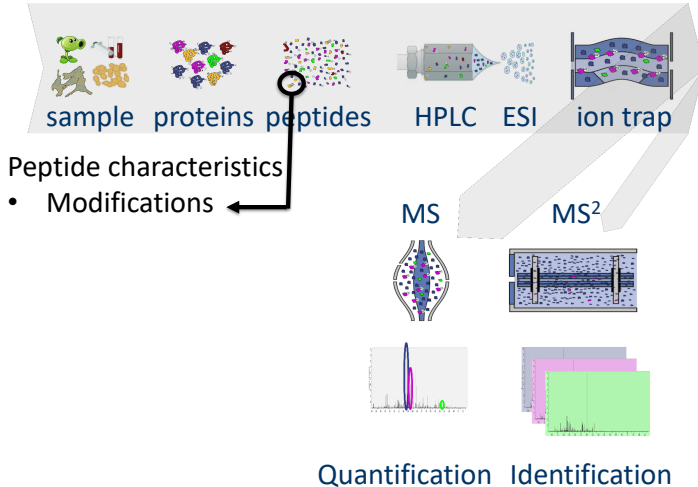 sample proteins peptides HPLC ESI ion trap
Peptide characteristics
• Modifications
MS MS²
Quantification Identification